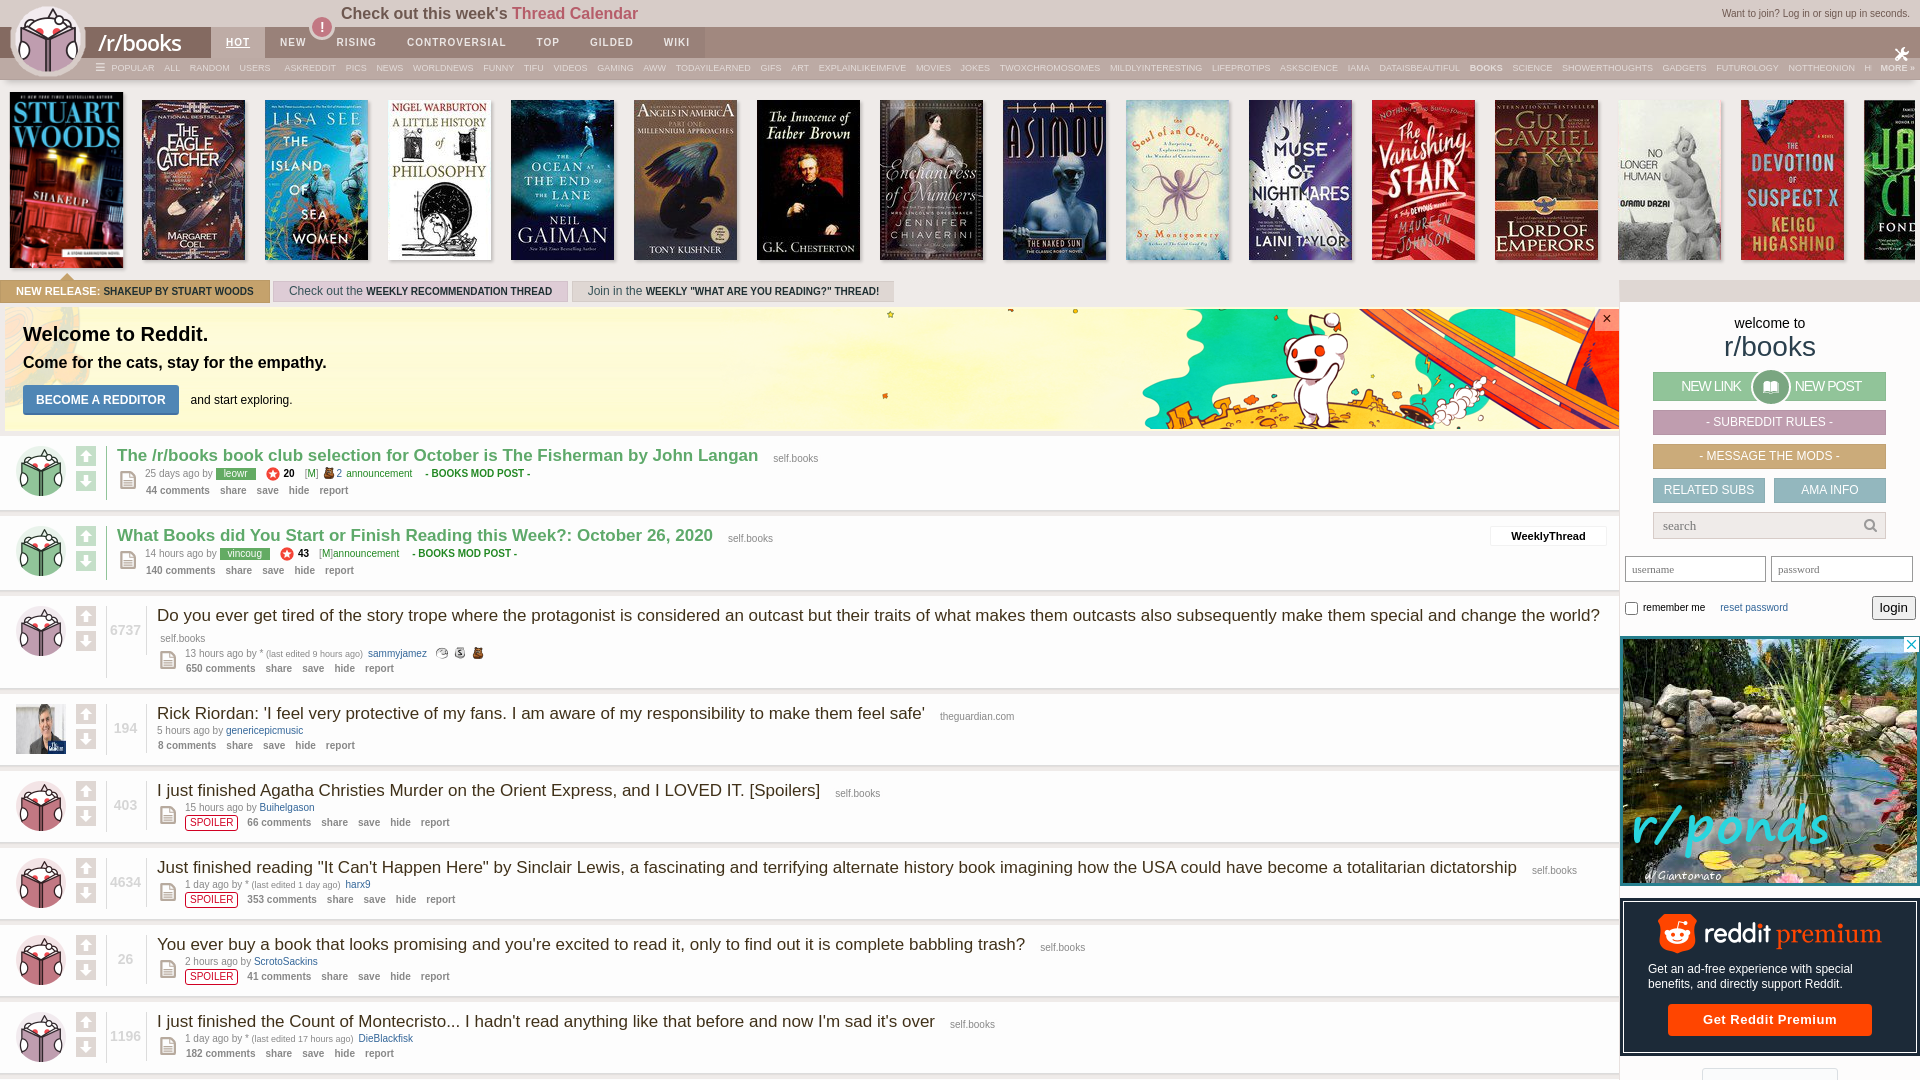 Check out this week's Thread Calendar
Want to join? Log in or sign up in seconds.
/r/books
HOT NEW RISING CONTROVERSIAL TOP GILDED WIKI
POPULAR ALL RANDOM USERS ASKREDDIT PICS NEWS WORLDNEWS FUNNY TIFU VIDEOS GAMING AWW TODAYILEARNED GIFS ART EXPLAINLIKEIMFIVE MOVIES JOKES TWOXCHROMOSOMES MILDLYINTERESTING LIFEPROTIPS ASKSCIENCE IAMA DATAISBEAUTIFUL BOOKS SCIENCE SHOWERTHOUGHTS GADGETS FUTUROLOGY NOTTHEONION H MORE »
STUART WOODS
SHAKEUP
NATIONAL BESTSELLER
THE EAGLE CATCHER
MARGARET COEL
LISA SEE
THE ISLAND OF SEA WOMEN
NIGEL WARBURTON
A LITTLE HISTORY of PHILOSOPHY
THE OCEAN AT THE END OF THE LANE
NEIL GAIMAN
ANGELS IN AMERICA
PART ONE:
MILLENNIUM APPROACHES
TONY KUSHNER
The Innocence of Father Brown
G.K. CHESTERTON
Enchantress of Numbers
JENNIFER CHIAVERINI
ISAAC ASIMOV
THE NAKED SUN
the Soul of an Octopus
Sy Montgomery
MUSE OF NIGHTMARES
LAINI TAYLOR
The Vanishing STAIR
MAUREEN JOHNSON
INTERNATIONAL BESTSELLER
GUY GAVRIEL KAY
LORD OF EMPERORS
NO LONGER HUMAN
OSAMU DAZAI
THE DEVOTION OF SUSPECT X
KEIGO HIGASHINO
FOND
NEW RELEASE: SHAKEUP BY STUART WOODS
Check out the WEEKLY RECOMMENDATION THREAD
Join in the WEEKLY "WHAT ARE YOU READING?" THREAD!
Welcome to Reddit.
Come for the cats, stay for the empathy.
BECOME A REDDITOR and start exploring.
×
The /r/books book club selection for October is The Fisherman by John Langan self.books
25 days ago by leowr 20 [M] 2 announcement - BOOKS MOD POST -
44 comments share save hide report
What Books did You Start or Finish Reading this Week?: October 26, 2020 self.books
WeeklyThread
14 hours ago by vincoug 43 [M]announcement - BOOKS MOD POST -
140 comments share save hide report
6737
Do you ever get tired of the story trope where the protagonist is considered an outcast but their traits of what makes them outcasts also subsequently make them special and change the world?
self.books
13 hours ago by * (last edited 9 hours ago) sammyjamez
650 comments share save hide report
194
Rick Riordan: 'I feel very protective of my fans. I am aware of my responsibility to make them feel safe' theguardian.com
5 hours ago by genericepicmusic
8 comments share save hide report
403
I just finished Agatha Christies Murder on the Orient Express, and I LOVED IT. [Spoilers] self.books
15 hours ago by Buihelgason
SPOILER 66 comments share save hide report
4634
Just finished reading "It Can't Happen Here" by Sinclair Lewis, a fascinating and terrifying alternate history book imagining how the USA could have become a totalitarian dictatorship self.books
1 day ago by * (last edited 1 day ago) harx9
SPOILER 353 comments share save hide report
26
You ever buy a book that looks promising and you're excited to read it, only to find out it is complete babbling trash? self.books
2 hours ago by ScrotoSackins
SPOILER 41 comments share save hide report
1196
I just finished the Count of Montecristo... I hadn't read anything like that before and now I'm sad it's over self.books
1 day ago by * (last edited 17 hours ago) DieBlackfisk
182 comments share save hide report
welcome to
r/books
NEW LINK NEW POST
- SUBREDDIT RULES -
- MESSAGE THE MODS -
RELATED SUBS AMA INFO
search
username password
remember me reset password login
r/ponds
u/Giantomato
reddit premium
Get an ad-free experience with special
benefits, and directly support Reddit.
Get Reddit Premium